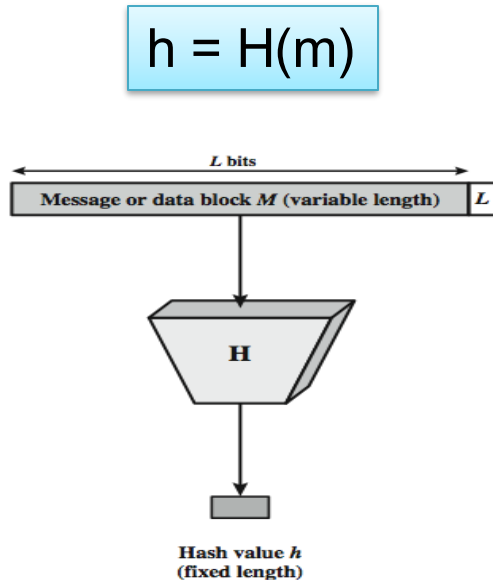 h = H(m)
L bits
Message or data block M (variable length) L
H
Hash value h
(fixed length)